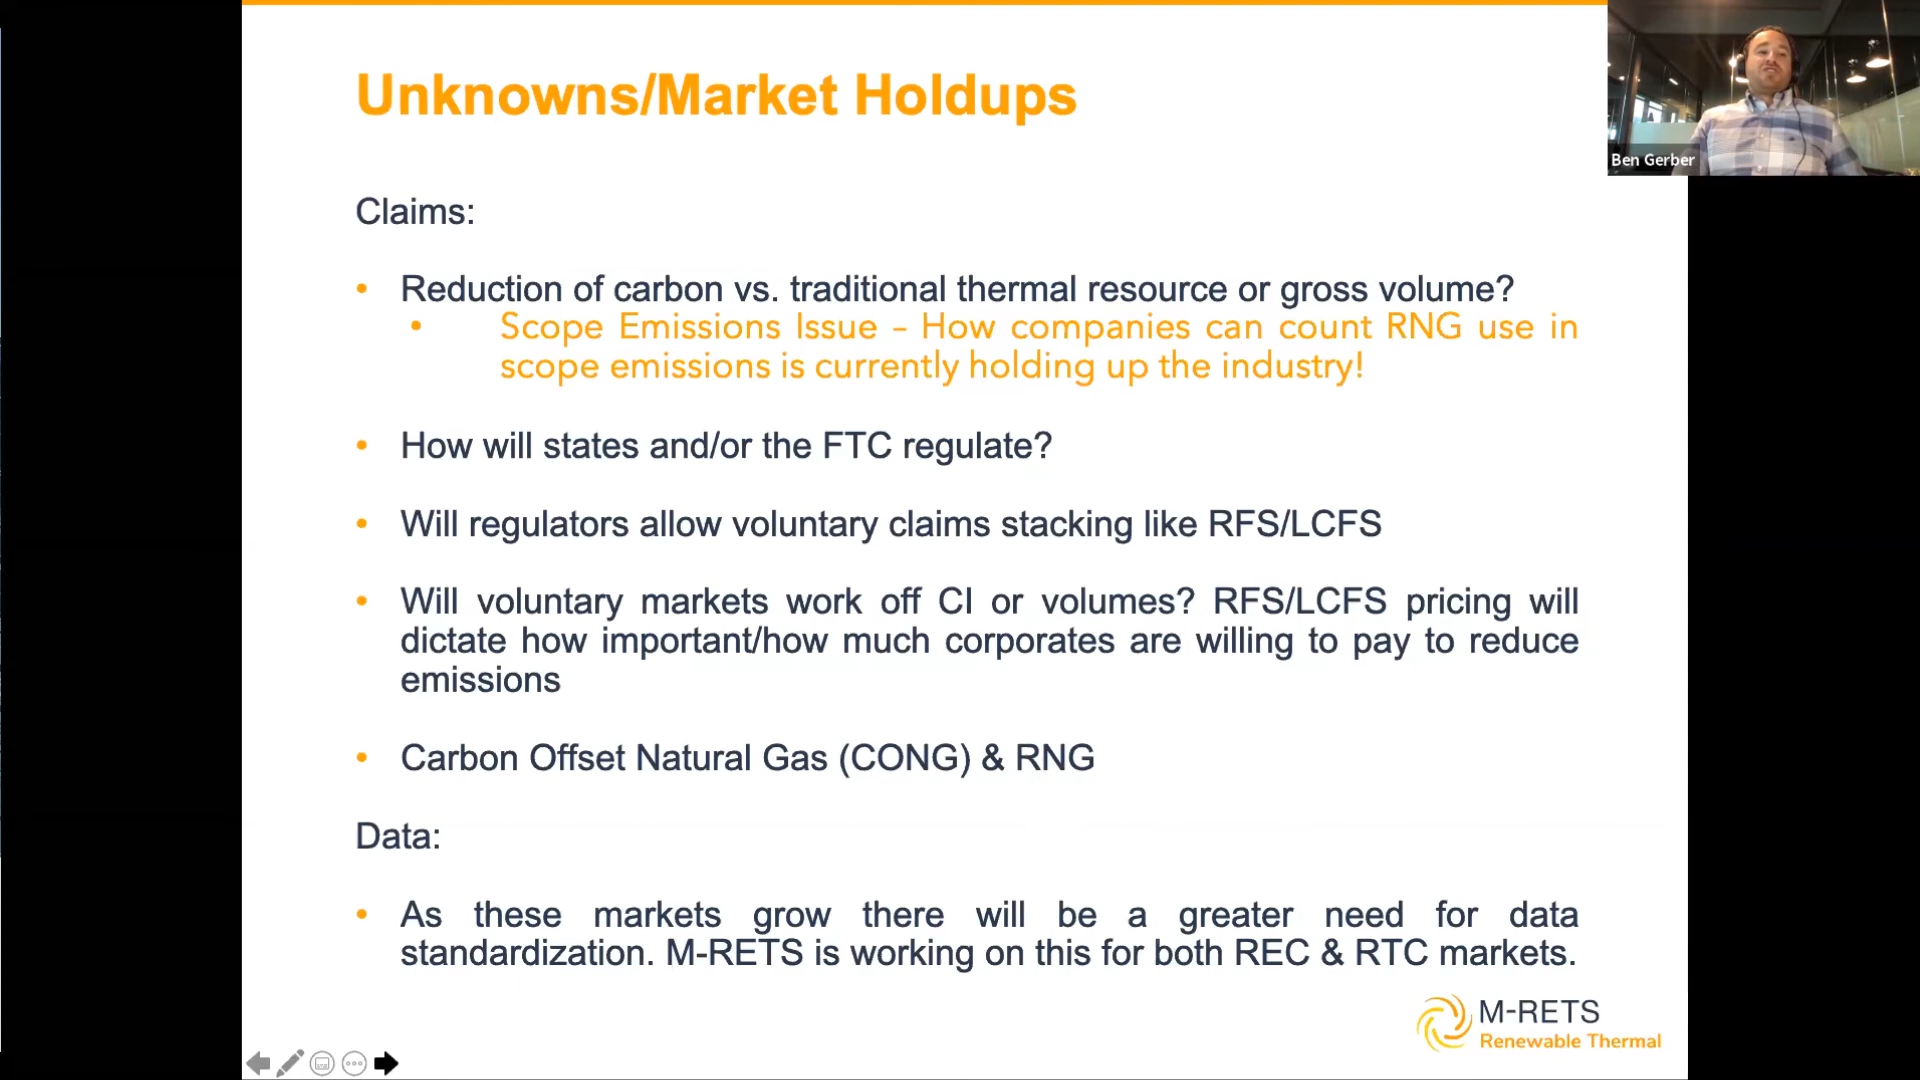 Unknowns/Market Holdups
Ben Gerber
Claims:
• Reduction of carbon vs. traditional thermal resource or gross volume?
• Scope Emissions Issue – How companies can count RNG use in
scope emissions is currently holding up the industry!
• How will states and/or the FTC regulate?
• Will regulators allow voluntary claims stacking like RFS/LCFS
• Will voluntary markets work off CI or volumes? RFS/LCFS pricing will
dictate how important/how much corporates are willing to pay to reduce
emissions
• Carbon Offset Natural Gas (CONG) & RNG
Data:
• As these markets grow there will be a greater need for data
standardization. M-RETS is working on this for both REC & RTC markets.
M-RETS
Renewable Thermal